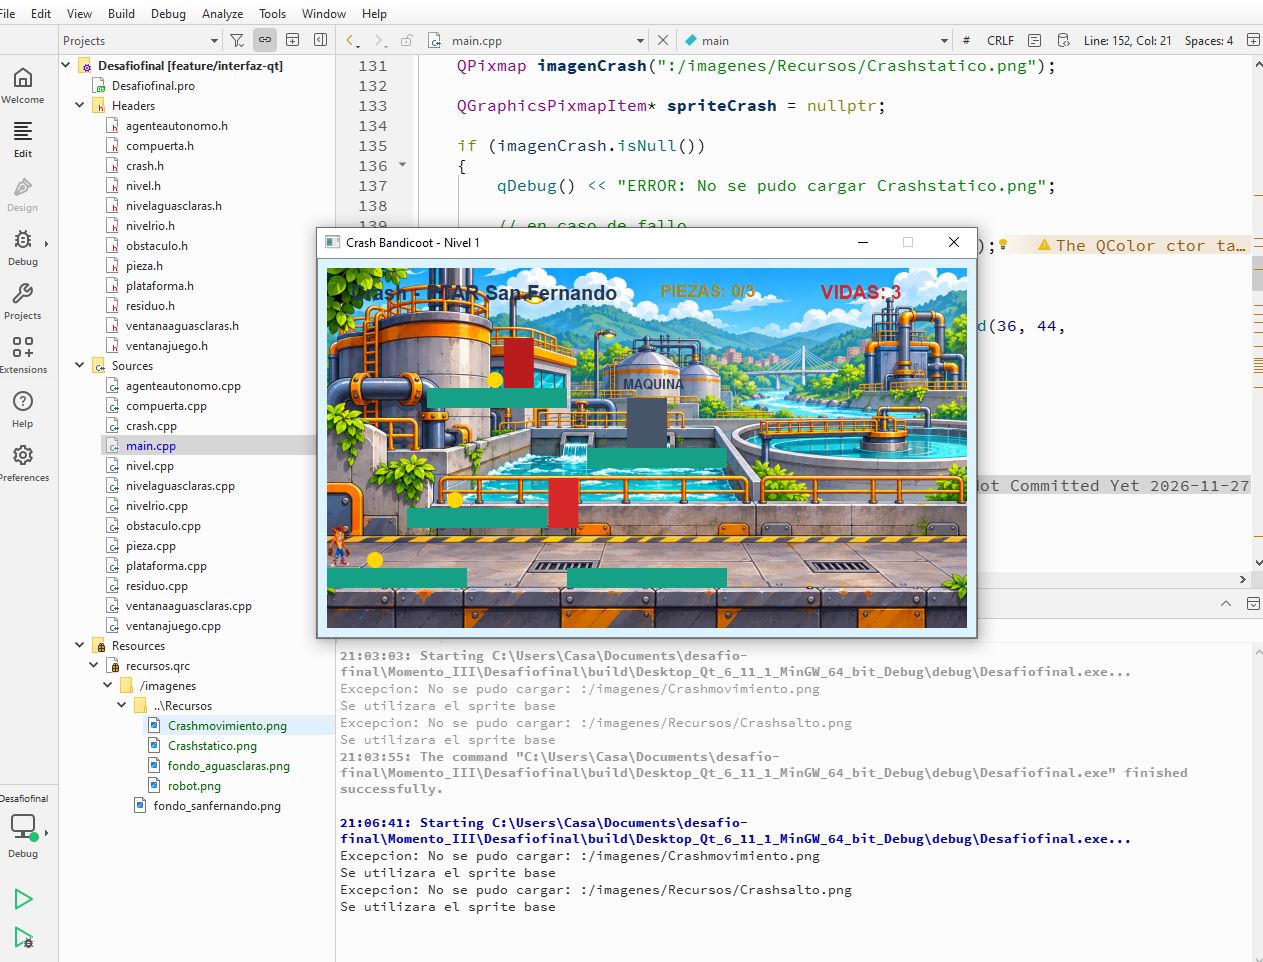 File Edit View Build Debug Analyze Tools Window Help
Projects
main.cpp
main
# CRLF Line: 152, Col: 21 Spaces: 4
Welcome
Edit
Design
Debug
Projects
Extensions
Help
Preferences
Desafiofinal
Debug
Desafiofinal [feature/interfaz-qt]
Desafiofinal.pro
Headers
agenteautonomo.h
compuerta.h
crash.h
nivel.h
nivelaguasclaras.h
nivelrio.h
obstaculo.h
pieza.h
plataforma.h
residuo.h
ventanaaguasclaras.h
ventanajuego.h
Sources
agenteautonomo.cpp
compuerta.cpp
crash.cpp
main.cpp
nivel.cpp
nivelaguasclaras.cpp
nivelrio.cpp
obstaculo.cpp
pieza.cpp
plataforma.cpp
residuo.cpp
ventanaaguasclaras.cpp
ventanajuego.cpp
Resources
recursos.qrc
/imagenes
..\Recursos
Crashmovimiento.png
Crashstatico.png
fondo_aguasclaras.png
robot.png
fondo_sanfernando.png
131 QPixmap imagenCrash(":/imagenes/Recursos/Crashstatico.png");
132
133 QGraphicsPixmapItem* spriteCrash = nullptr;
134
135 if (imagenCrash.isNull())
136 {
137 qDebug() << "ERROR: No se pudo cargar Crashstatico.png";
138
139 // en caso de fallo
); The QColor ctor ta…
d(36, 44,
Not Committed Yet 2026-11-27
Crash Bandicoot - Nivel 1
Crash - PTAR San Fernando
PIEZAS: 0/3
VIDAS: 3
MAQUINA
21:03:03: Starting C:\Users\Casa\Documents\desafio-
final\Momento_III\Desafiofinal\build\Desktop_Qt_6_11_1_MinGW_64_bit_Debug\debug\Desafiofinal.exe...
Excepcion: No se pudo cargar: :/imagenes/Crashmovimiento.png
Se utilizara el sprite base
Excepcion: No se pudo cargar: :/imagenes/Recursos/Crashsalto.png
Se utilizara el sprite base
21:03:55: The command "C:\Users\Casa\Documents\desafio-
final\Momento_III\Desafiofinal\build\Desktop_Qt_6_11_1_MinGW_64_bit_Debug\debug\Desafiofinal.exe" finished
successfully.
21:06:41: Starting C:\Users\Casa\Documents\desafio-
final\Momento_III\Desafiofinal\build\Desktop_Qt_6_11_1_MinGW_64_bit_Debug\debug\Desafiofinal.exe...
Excepcion: No se pudo cargar: :/imagenes/Crashmovimiento.png
Se utilizara el sprite base
Excepcion: No se pudo cargar: :/imagenes/Recursos/Crashsalto.png
Se utilizara el sprite base